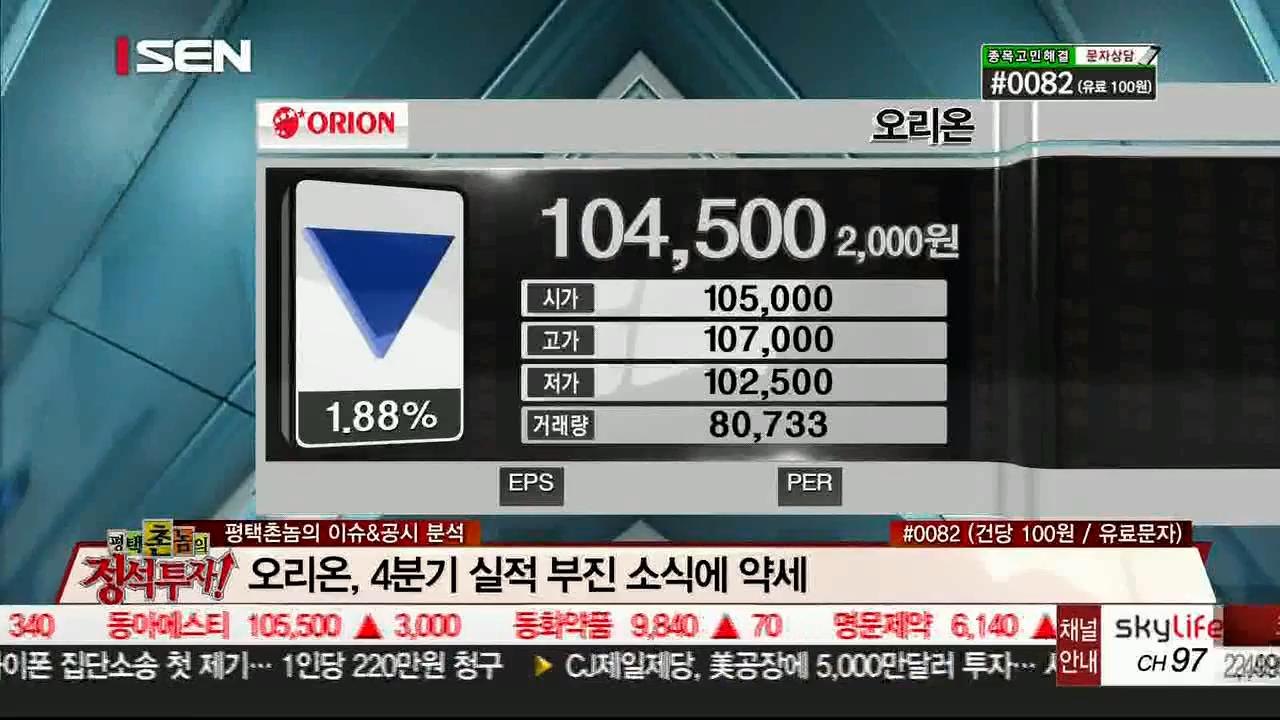 SEN
종목고민해결 문자상담
#0082 (유료 100원)
ORION
오리온
104,500 2,000원
시가 105,000
고가 107,000
저가 102,500
거래량 80,733
1.88%
EPS PER
평택촌놈의 정석투자!
평택촌놈의 이슈&공시 분석
#0082 (건당 100원 / 유료문자)
오리온, 4분기 실적 부진 소식에 약세
340 동아에스티 105,500 ▲ 3,000 동화약품 9,840 ▲ 70 명문제약 6,140 ▲
이폰 집단소송 첫 제기… 1인당 220만원 청구 CJ제일제당, 美공장에 5,000만달러 투자…
채널안내
skylife
CH 97